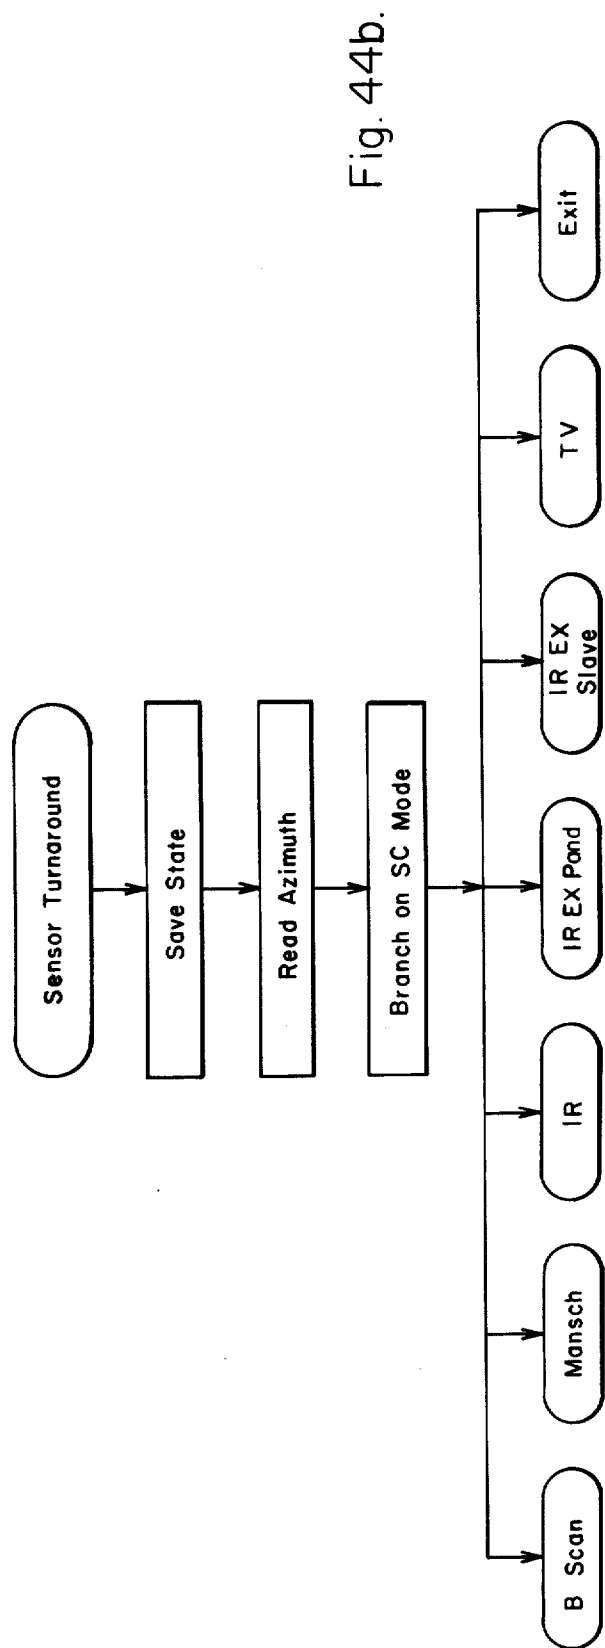 Sensor Turnaround
Save State
Read Azimuth
Branch on SC Mode
B Scan
Mansch
IR
IR EX Pand
IR EX
Slave
TV
Exit
Fig. 44b.